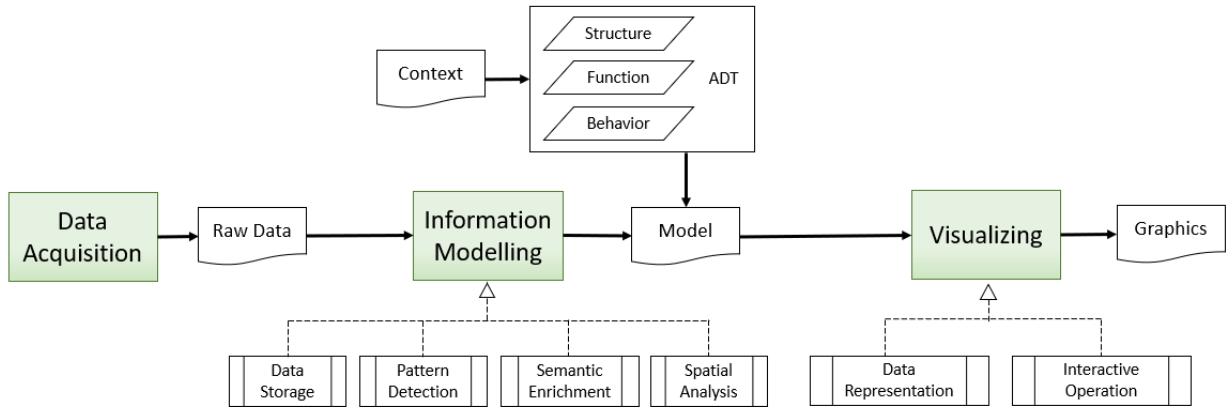 Structure
Context
Function
ADT
Behavior
Data
Acquisition
Raw Data
Information
Modelling
Model
Visualizing
Graphics
Data
Storage
Pattern
Detection
Semantic
Enrichment
Spatial
Analysis
Data
Representation
Interactive
Operation